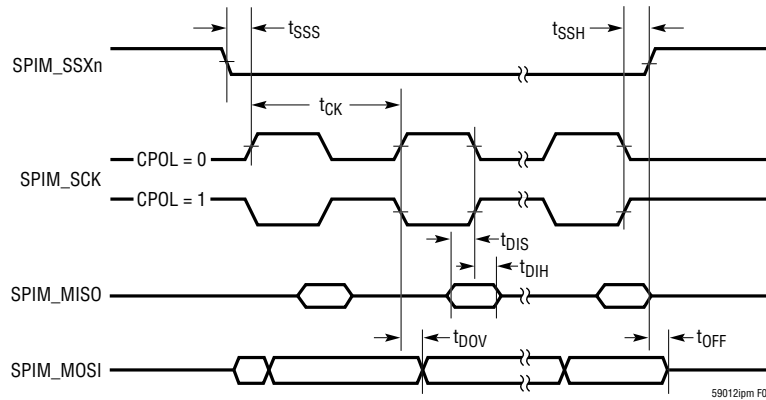 tSSS
tSSH
SPIM_SSXn
tCK
CPOL = 0
SPIM_SCK
CPOL = 1
tDIS
tDIH
SPIM_MISO
tDOV
tOFF
SPIM_MOSI
59012ipm F0